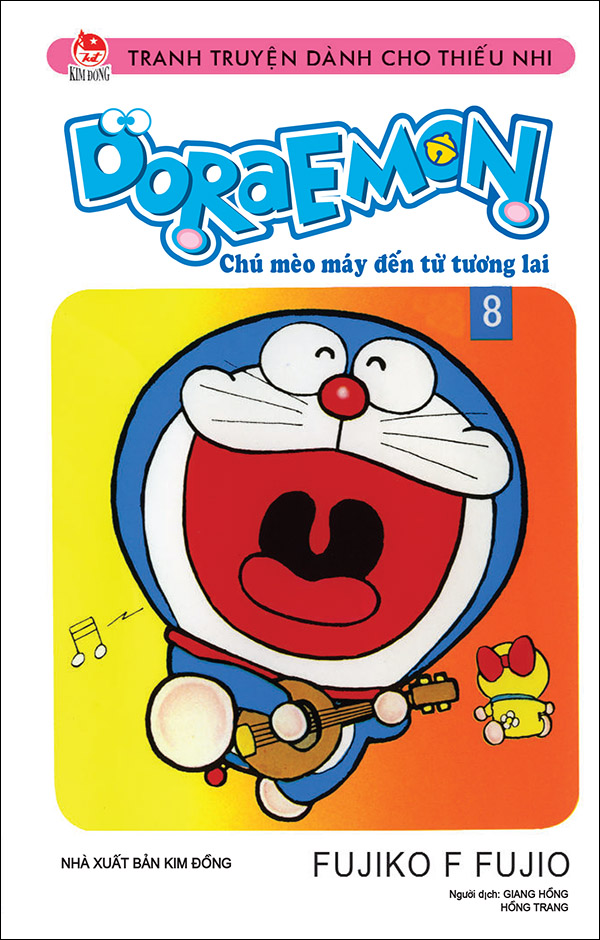 KIM ĐỒNG
TRANH TRUYỆN DÀNH CHO THIẾU NHI
DORAEMON
Chú mèo máy đến từ tương lai
8
NHÀ XUẤT BẢN KIM ĐỒNG
FUJIKO F FUJIO
Người dịch: GIANG HỒNG
HỒNG TRANG